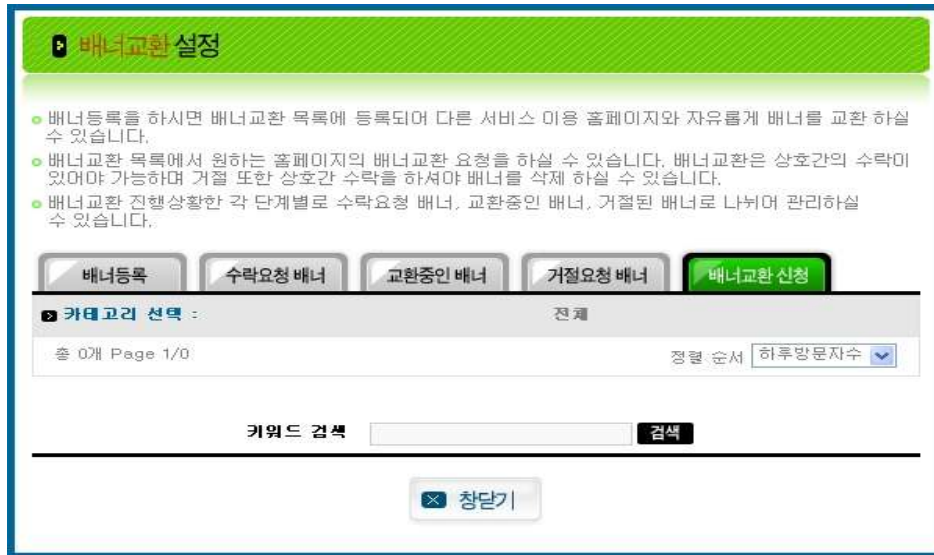 배너교환 설정
배너등록을 하시면 배너교환 목록에 등록되어 다른 서비스 이용 홈페이지와 자유롭게 배너를 교환 하실
수 있습니다.
배너교환 목록에서 원하는 홈페이지의 배너교환 요청을 하실 수 있습니다. 배너교환은 상호간의 수락이
있어야 가능하며 거절 또한 상호간 수락을 하셔야 배너를 삭제 하실 수 있습니다.
배너교환 진행상황한 각 단계별로 수락요청 배너, 교환중인 배너, 거절된 배너로 나뉘어 관리하실
수 있습니다.
배너등록 수락요청 배너 교환중인 배너 거절요청 배너 배너교환 신청
카테고리 선택 : 전체
총 0개 Page 1/0 정렬 순서 하루방문자수
키워드 검색 검색
창닫기